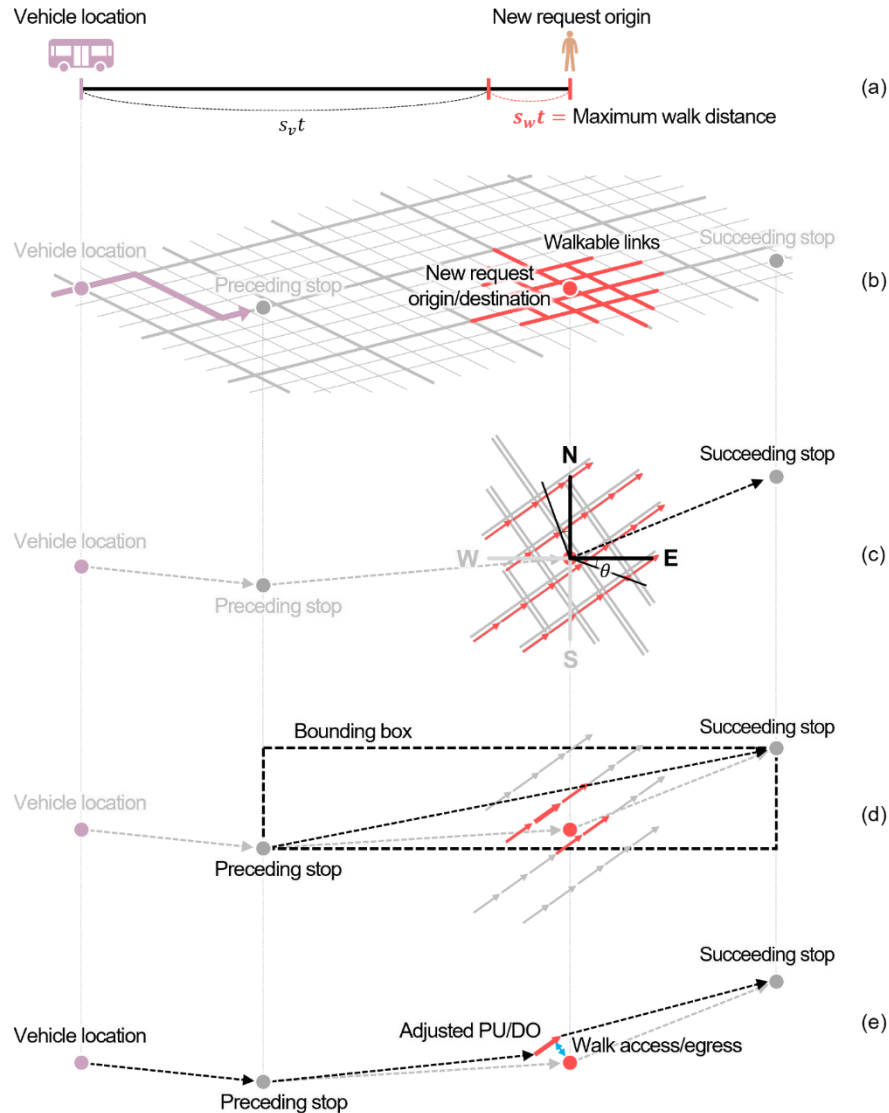 Vehicle location
New request origin
(a)
s_v t
s_w t = Maximum walk distance
Vehicle location
Preceding stop
Walkable links
New request
origin/destination
Succeeding stop
(b)
N
Succeeding stop
Vehicle location
W
E
(c)
θ
Preceding stop
S
Bounding box
Succeeding stop
Vehicle location
(d)
Preceding stop
Succeeding stop
Vehicle location
Adjusted PU/DO
(e)
Walk access/egress
Preceding stop